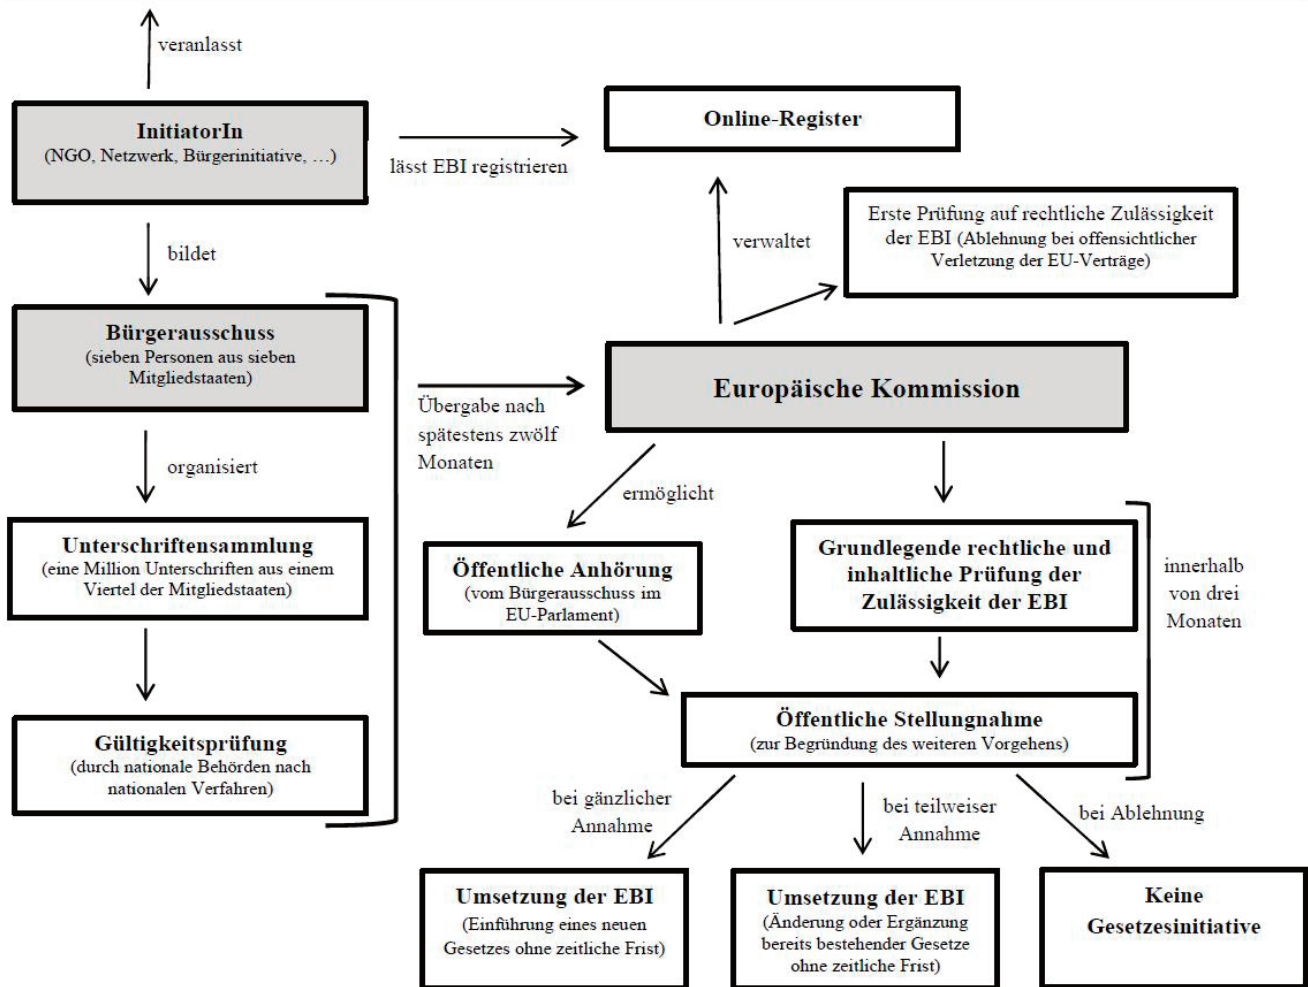 veranlasst
InitiatorIn
(NGO, Netzwerk, Bürgerinitiative, …)
lässt EBI registrieren
Online-Register
verwaltet
Erste Prüfung auf rechtliche Zulässigkeit
der EBI (Ablehnung bei offensichtlicher
Verletzung der EU-Verträge)
bildet
Bürgerausschuss
(sieben Personen aus sieben
Mitgliedstaaten)
Übergabe nach
spätestens zwölf
Monaten
Europäische Kommission
organisiert
ermöglicht
Unterschriftensammlung
(eine Million Unterschriften aus einem
Viertel der Mitgliedstaaten)
Öffentliche Anhörung
(vom Bürgerausschuss im
EU-Parlament)
Grundlegende rechtliche und
inhaltliche Prüfung der
Zulässigkeit der EBI
innerhalb
von drei
Monaten
Gültigkeitsprüfung
(durch nationale Behörden nach
nationalen Verfahren)
Öffentliche Stellungnahme
(zur Begründung des weiteren Vorgehens)
bei gänzlicher
Annahme
bei teilweiser
Annahme
bei Ablehnung
Umsetzung der EBI
(Einführung eines neuen
Gesetzes ohne zeitliche Frist)
Umsetzung der EBI
(Änderung oder Ergänzung
bereits bestehender Gesetze
ohne zeitliche Frist)
Keine
Gesetzesinitiative